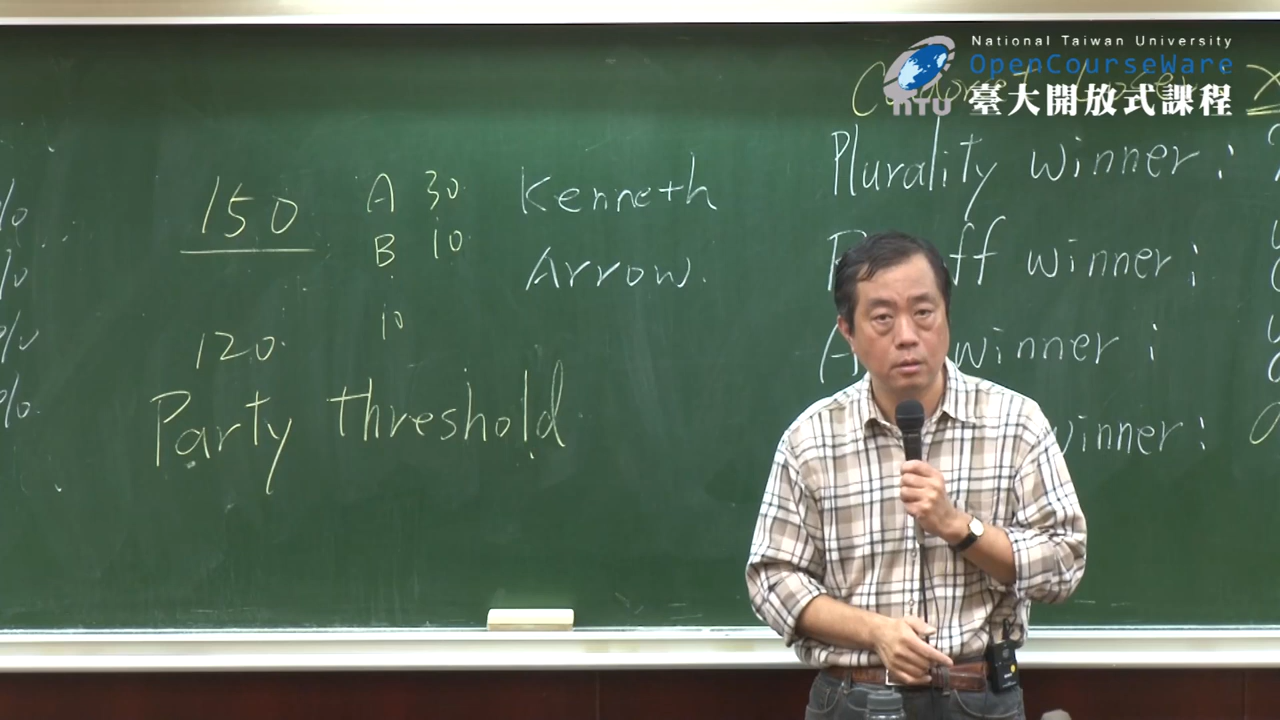 National Taiwan University
OpenCourseWare
NTU 臺大開放式課程
%
%
%
%
150
120
Party threshold
A 30
B 10
10
Kenneth
Arrow.
Plurality winner:
winner:
winner:
winner: